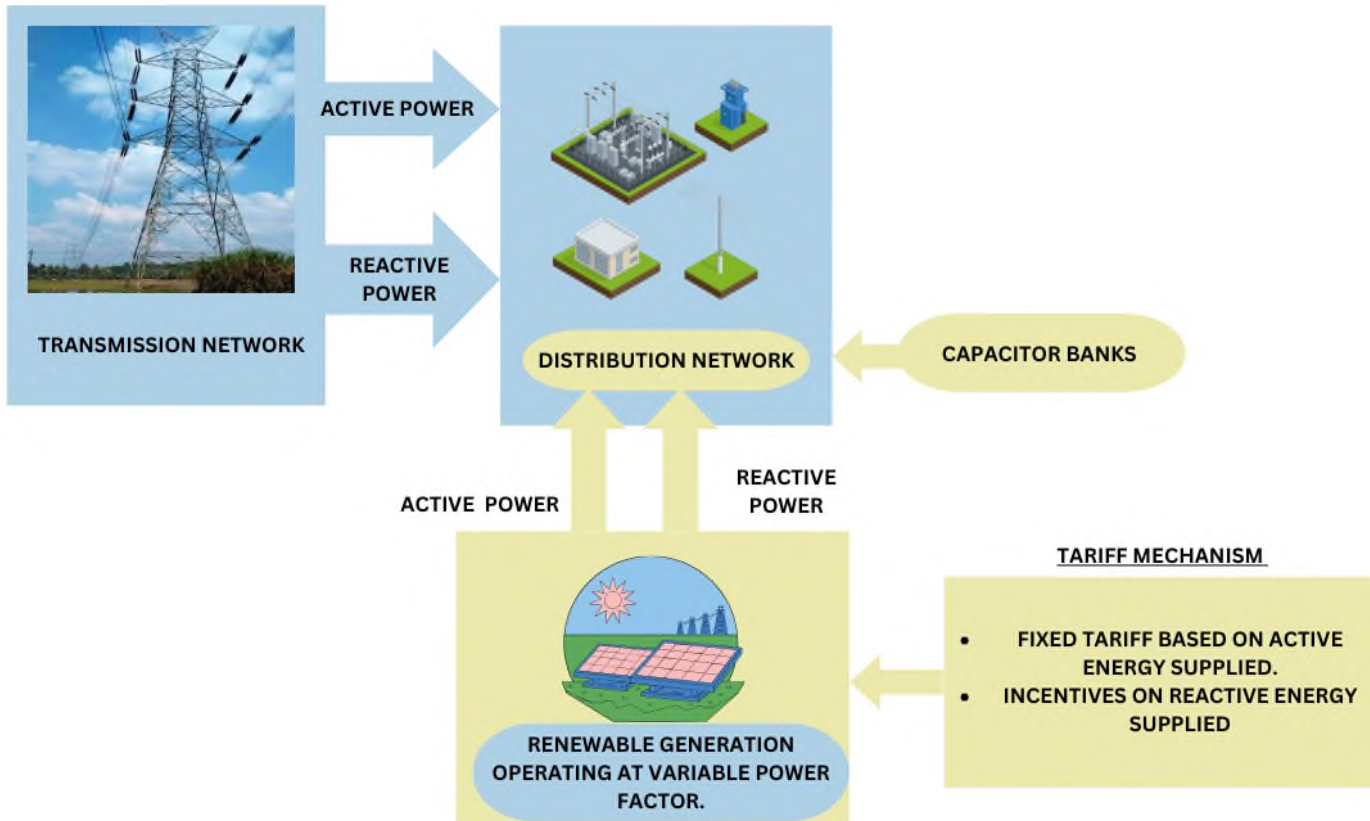 ACTIVE POWER
REACTIVE
POWER
TRANSMISSION NETWORK
DISTRIBUTION NETWORK
CAPACITOR BANKS
ACTIVE POWER
REACTIVE
POWER
TARIFF MECHANISM
• FIXED TARIFF BASED ON ACTIVE
ENERGY SUPPLIED.
• INCENTIVES ON REACTIVE ENERGY
SUPPLIED
RENEWABLE GENERATION
OPERATING AT VARIABLE POWER
FACTOR.